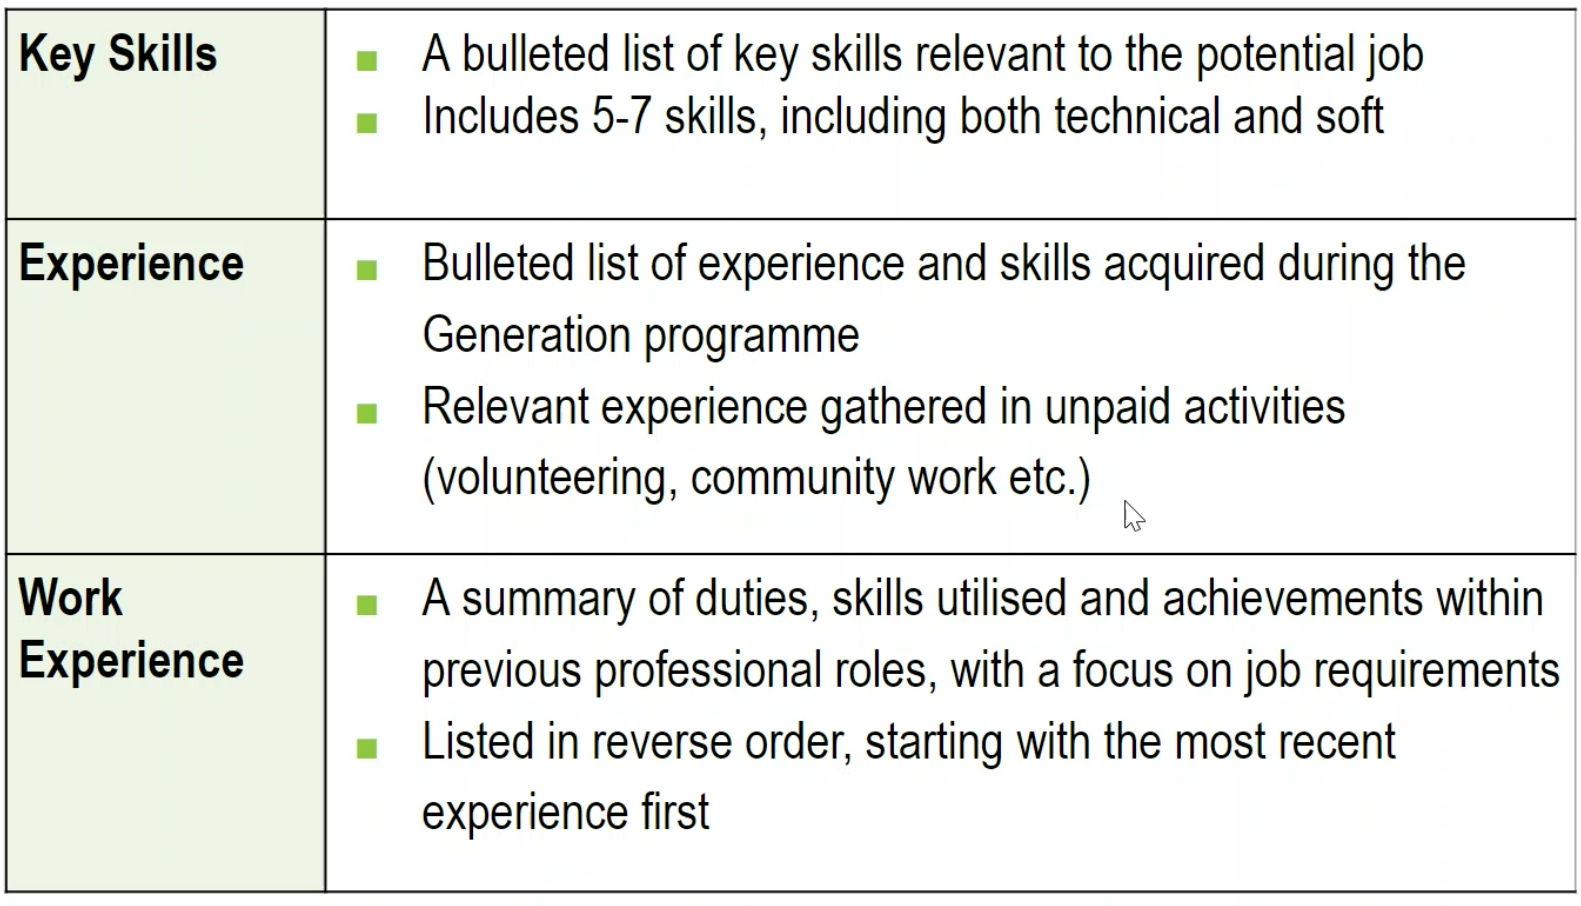 Key Skills
■ A bulleted list of key skills relevant to the potential job
■ Includes 5-7 skills, including both technical and soft
Experience
■ Bulleted list of experience and skills acquired during the
Generation programme
■ Relevant experience gathered in unpaid activities
(volunteering, community work etc.)
Work
Experience
■ A summary of duties, skills utilised and achievements within
previous professional roles, with a focus on job requirements
■ Listed in reverse order, starting with the most recent
experience first